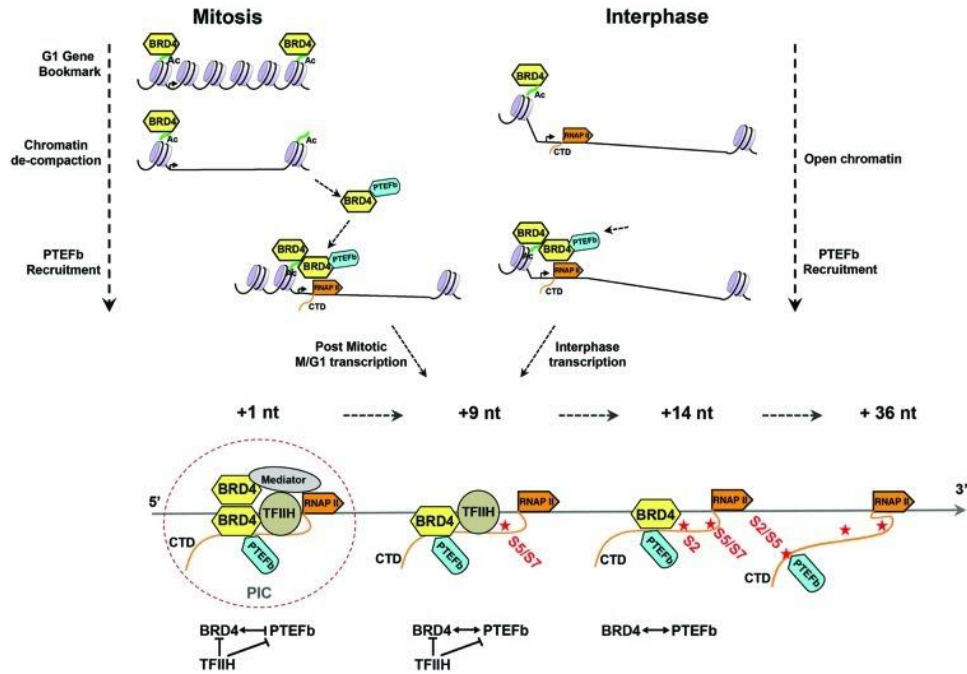 Mitosis
Interphase
G1 Gene
Bookmark
BRD4
Ac
BRD4
Ac
BRD4
Ac
BRD4
Ac
Ac
RNAP II
CTD
Chromatin
de-compaction
Open chromatin
PTEFb
BRD4
PTEFb
Recruitment
BRD4
BRD4
PTEFb
Ac
RNAP II
CTD
BRD4
BRD4
PTEFb
Ac
RNAP II
CTD
PTEFb
Recruitment
Post Mitotic
M/G1 transcription
Interphase
transcription
+1 nt
+9 nt
+14 nt
+ 36 nt
5'
3'
BRD4
Mediator
BRD4
TFIIH
RNAP II
PTEFb
CTD
PIC
BRD4
TFIIH
RNAP II
PTEFb
CTD
S5/S7
BRD4
RNAP II
PTEFb
CTD
S2
S5/S7
RNAP II
S2/S5
PTEFb
CTD
BRD4 PTEFb
TFIIH
BRD4 PTEFb
TFIIH
BRD4 PTEFb